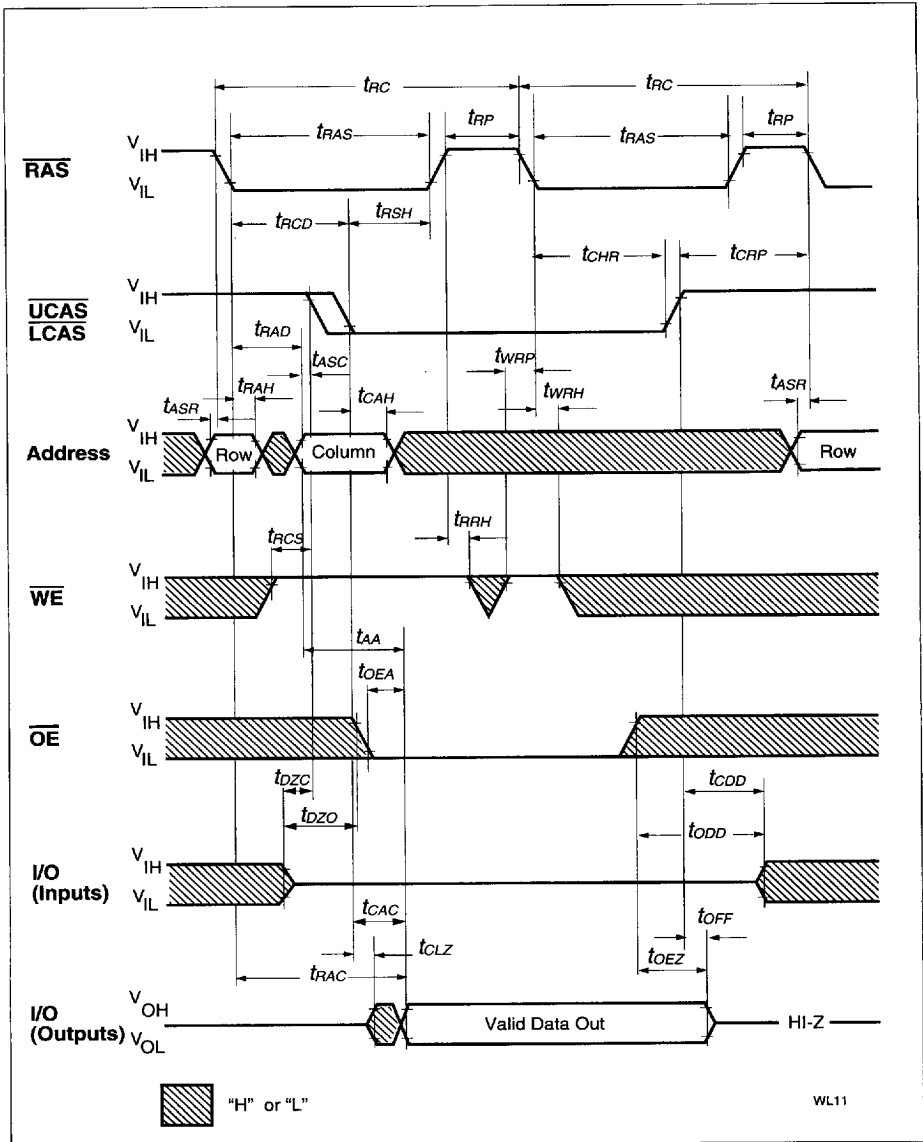 tRC tRC
tRAS tRP tRAS tRP
RAS VIH
VIL
tRCD tRSH
tCHR tCRP
UCAS
LCAS
VIH
VIL
tRAD
tASC tWRP
tRAH tCAH tWRH
tASR tASR
Address VIH
VIL
Row Column Row
tRRH
tRCS
WE VIH
VIL
tAA
tOEA
OE VIH
VIL
tDZC tCDD
tDZO tODD
I/O
(Inputs)
VIH
VIL
tCAC tOFF
tCLZ tOEZ
tRAC
I/O
(Outputs)
VOH
VOL
Valid Data Out HI-Z
“H” or “L” WL11